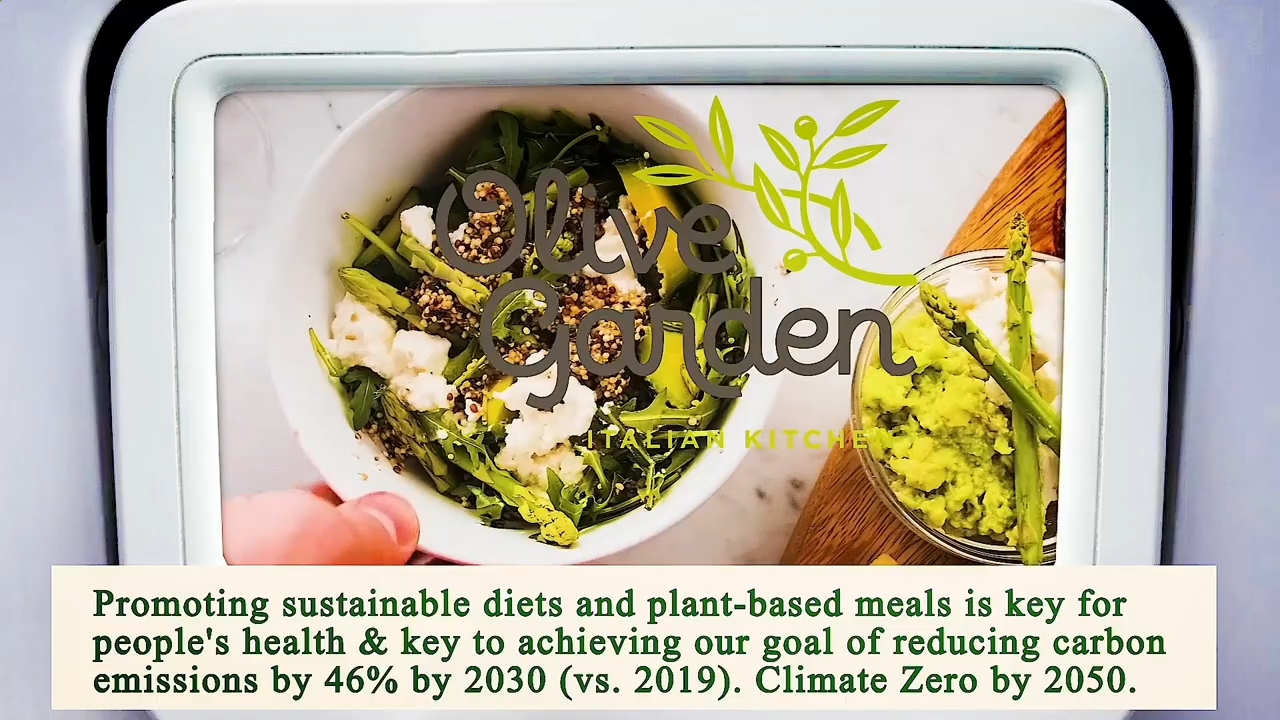 Olive
Garden
ITALIAN KITCHEN
Promoting sustainable diets and plant-based meals is key for
people's health & key to achieving our goal of reducing carbon
emissions by 46% by 2030 (vs. 2019). Climate Zero by 2050.